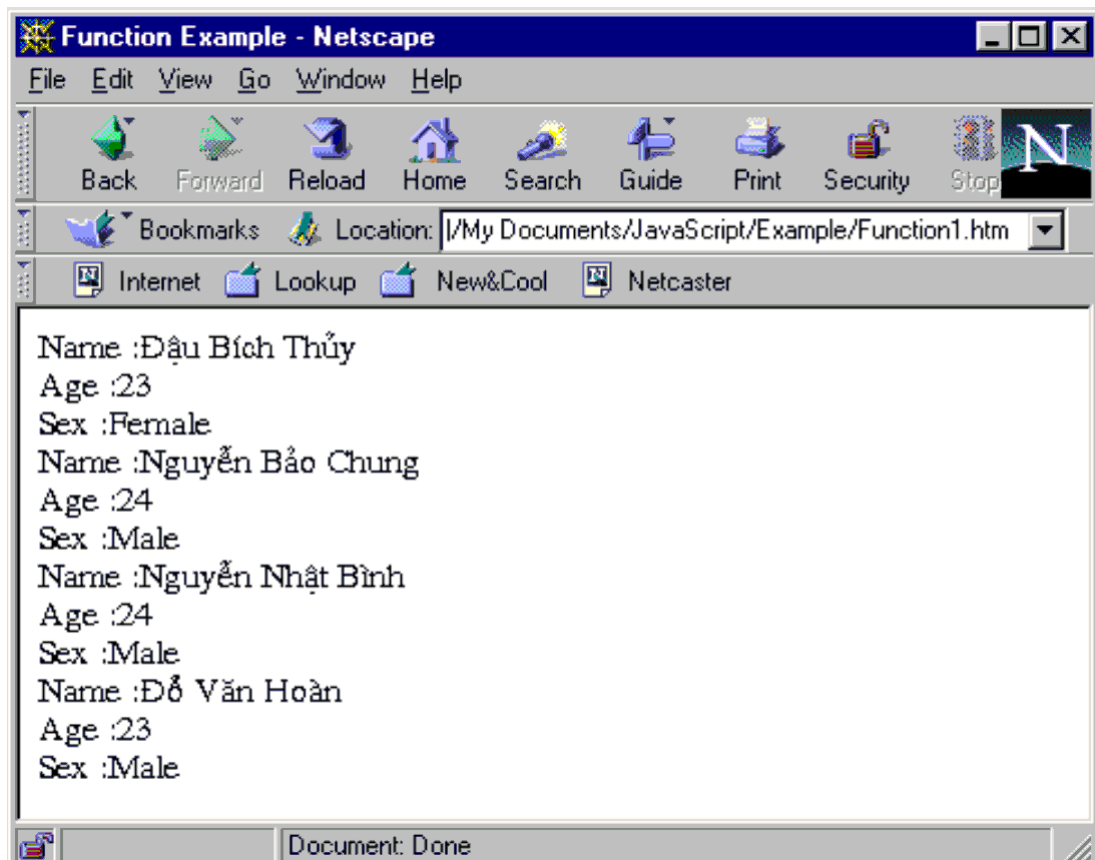 Function Example - Netscape
File Edit View Go Window Help
Back Forward Reload Home Search Guide Print Security Stop N
Bookmarks Location: |/My Documents/JavaScript/Example/Function1.htm
Internet Lookup New&Cool Netcaster
Name :Đậu Bích Thủy
Age :23
Sex :Female
Name :Nguyễn Bảo Chung
Age :24
Sex :Male
Name :Nguyễn Nhật Bình
Age :24
Sex :Male
Name :Đỗ Văn Hoàn
Age :23
Sex :Male
Document: Done